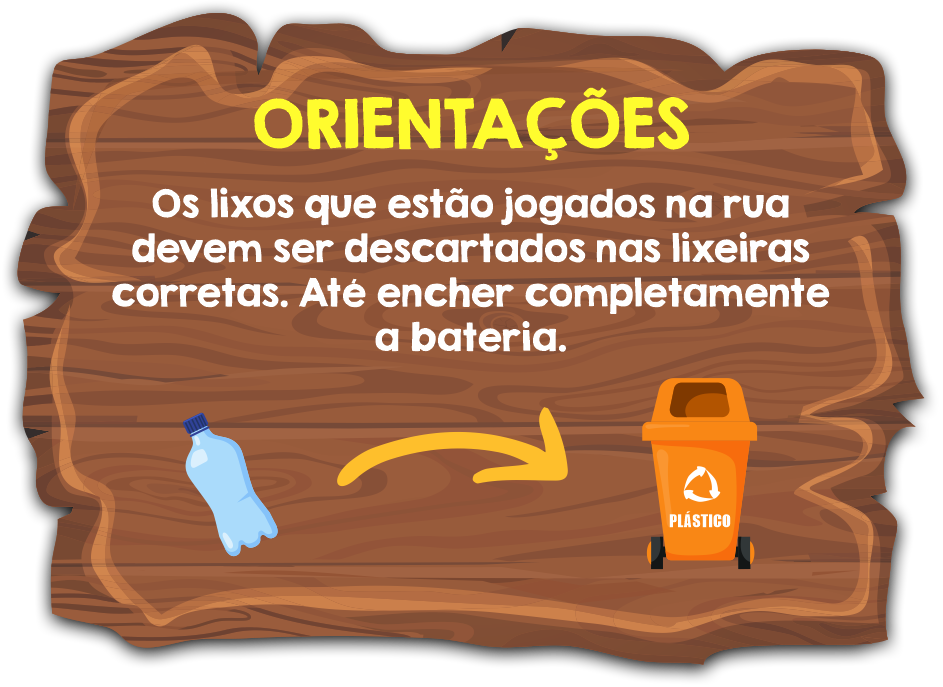 ORIENTAÇÕES
Os lixos que estão jogados na rua
devem ser descartados nas lixeiras
corretas. Até encher completamente
a bateria.
PLÁSTICO